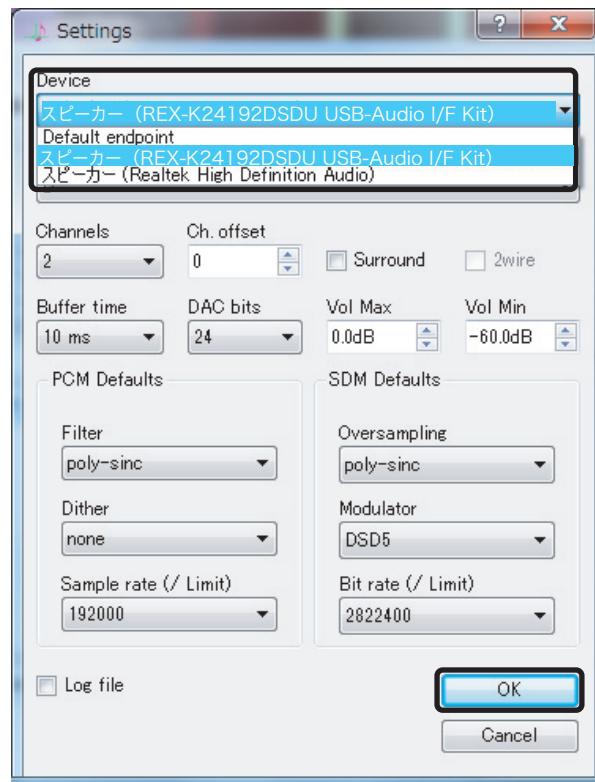 Settings
?
X
Device
スピーカー (REX-K24192DSDU USB-Audio I/F Kit)
Default endpoint
スピーカー (REX-K24192DSDU USB-Audio I/F Kit)
スピーカー (Realtek High Definition Audio)
Channels Ch. offset
2 0 Surround 2wire
Buffer time DAC bits Vol Max Vol Min
10 ms 24 0.0dB -60.0dB
PCM Defaults SDM Defaults
Filter Oversampling
poly-sinc poly-sinc
Dither Modulator
none DSD5
Sample rate (/ Limit) Bit rate (/ Limit)
192000 2822400
Log file OK
Cancel